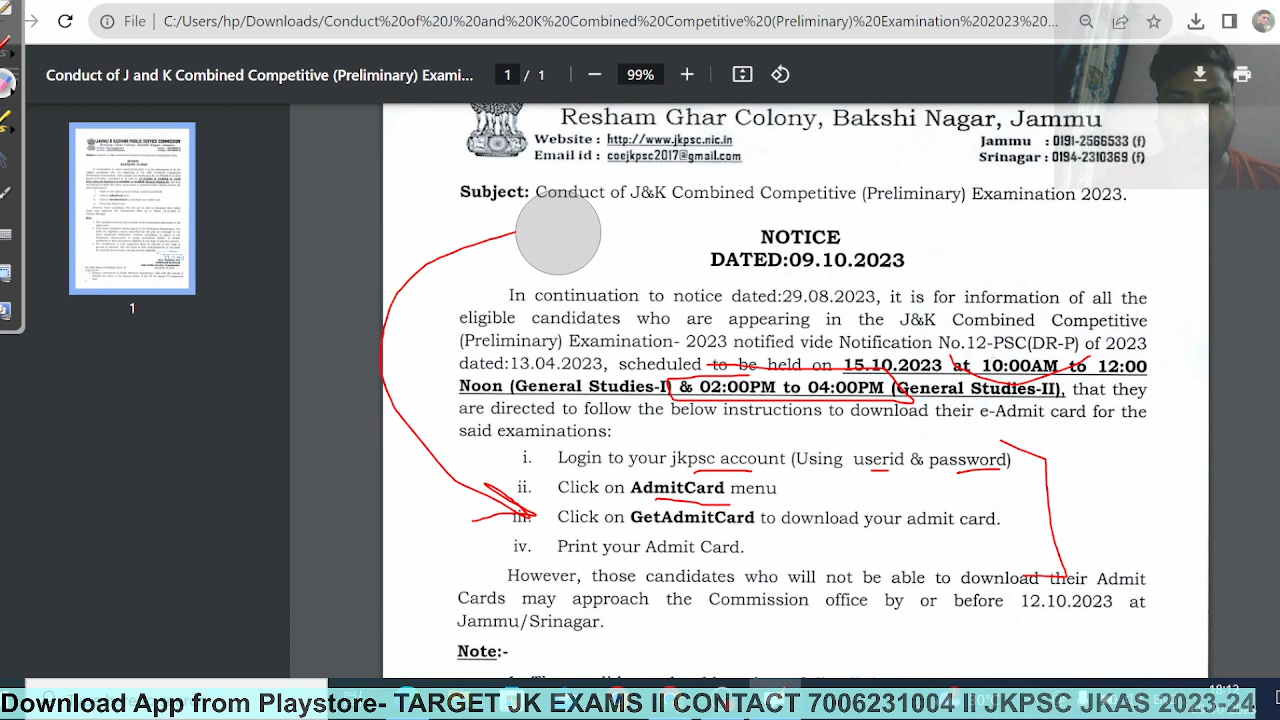 File
C:/Users/hp/Downloads/Conduct%20of%20J%20and%20K%20Combined%20Competitive%20(Preliminary)%20Examination%202023%20...
Conduct of J and K Combined Competitive (Preliminary) Exami...
1 / 1
99%
1
Resham Ghar Colony, Bakshi Nagar, Jammu
Website : http://www.jkpsc.nic.in
Jammu : 0191-2566533 (f)
Email id : coejkpsc2017@gmail.com
Srinagar : 0194-2310369 (f)
Subject: Conduct of J&K Combined Competitive (Preliminary) Examination 2023.
NOTICE
DATED:09.10.2023
In continuation to notice dated:29.08.2023, it is for information of all the
eligible candidates who are appearing in the J&K Combined Competitive
(Preliminary) Examination- 2023 notified vide Notification No.12-PSC(DR-P) of 2023
dated:13.04.2023, scheduled to be held on 15.10.2023 at 10:00AM to 12:00
Noon (General Studies-I) & 02:00PM to 04:00PM (General Studies-II), that they
are directed to follow the below instructions to download their e-Admit card for the
said examinations:
i. Login to your jkpsc account (Using userid & password)
ii. Click on AdmitCard menu
iii. Click on GetAdmitCard to download your admit card.
iv. Print your Admit Card.
However, those candidates who will not be able to download their Admit
Cards may approach the Commission office by or before 12.10.2023 at
Jammu/Srinagar.
Note:-
Download App from Playstore- TARGET JK EXAMS II CONTACT 7006231004 II JKPSC JKAS 2023-24